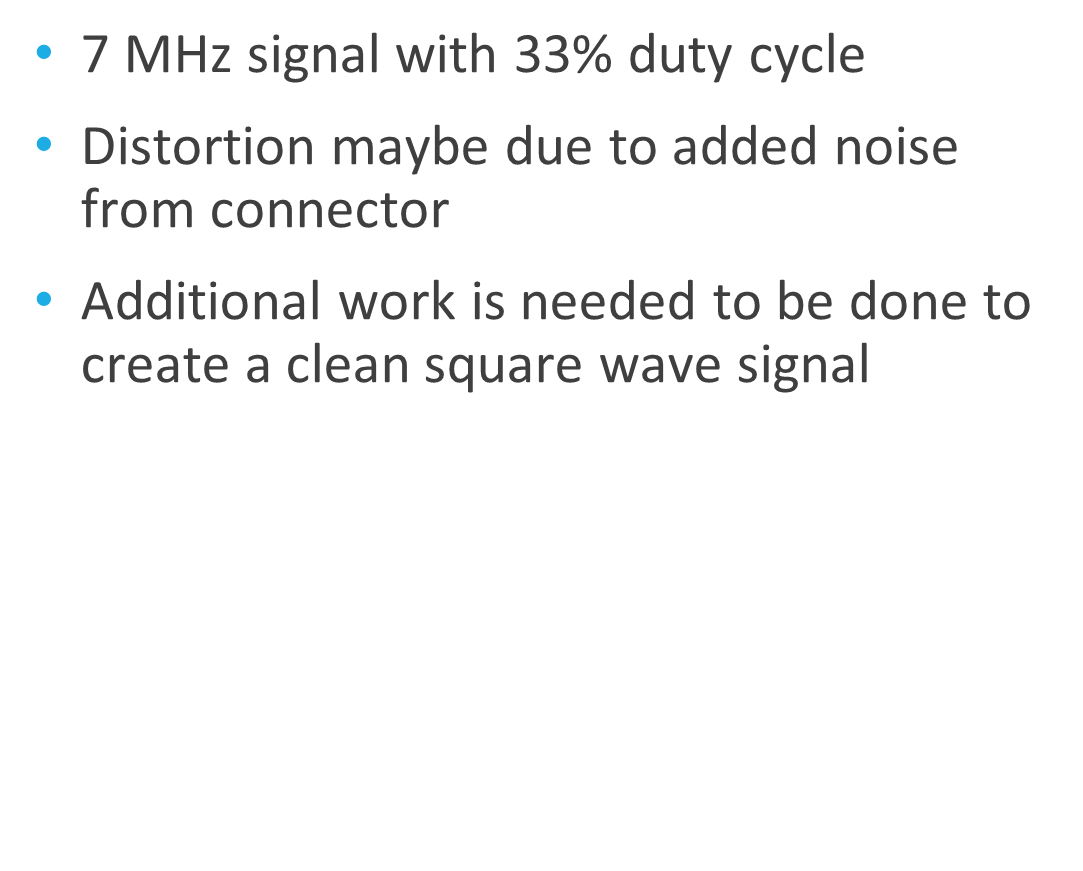 • 7 MHz signal with 33% duty cycle
• Distortion maybe due to added noise
from connector
• Additional work is needed to be done to
create a clean square wave signal